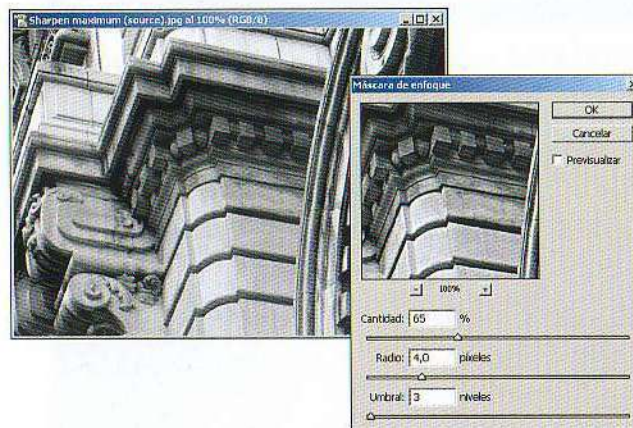 Sharpen maximum (source).jpg al 100% (RGB/8)
Máscara de enfoque
OK
Cancelar
Previsualizar
100%
Cantidad: 65 %
Radio: 4,0 píxeles
Umbral: 3 niveles